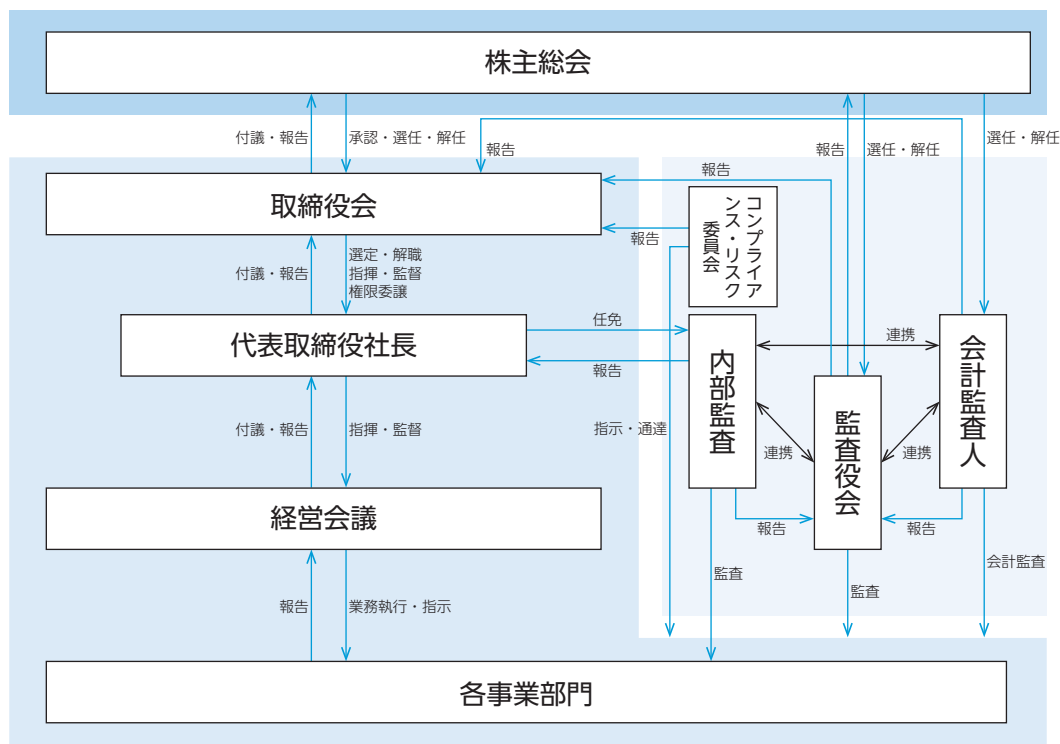 株主総会
付議・報告
承認・選任・解任
報告
報告
選任・解任
選任・解任
報告
取締役会
コンプライア
ンス・リスク
委員会
報告
付議・報告
選定・解職
指揮・監督
権限委譲
代表取締役社長
任免
報告
内部監査
連携
会計監査人
監査役会
連携
連携
付議・報告
指揮・監督
指示・通達
経営会議
報告
報告
監査
監査
会計監査
報告
業務執行・指示
各事業部門